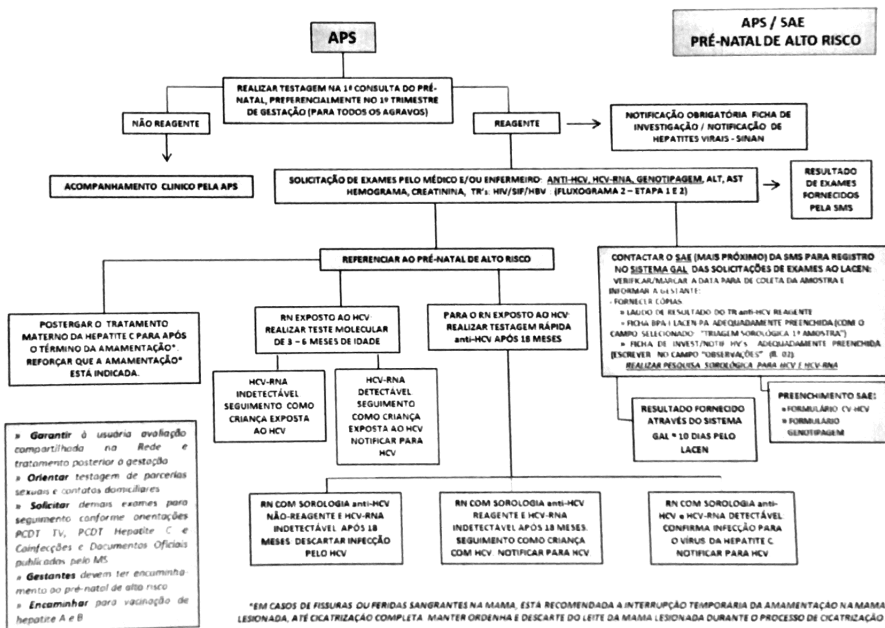 APS
APS / SAE
PRÉ-NATAL DE ALTO RISCO
REALIZAR TESTAGEM NA 1ª CONSULTA DO PRÉ-
NATAL, PREFERENCIALMENTE NO 1º TRIMESTRE
DE GESTAÇÃO (PARA TODOS OS AGRAVOS)
NÃO REAGENTE
REAGENTE
NOTIFICAÇÃO OBRIGATÓRIA FICHA DE
INVESTIGAÇÃO / NOTIFICAÇÃO DE
HEPATITES VIRAIS - SINAN
ACOMPANHAMENTO CLINICO PELA APS
SOLICITAÇÃO DE EXAMES PELO MÉDICO E/OU ENFERMEIRO: ANTI-HCV, HCV-RNA, GENOTIPAGEM, ALT, AST
HEMOGRAMA, CREATININA, TR's: HIV/SIF/HBV (FLUXOGRAMA 2 – ETAPA 1 E 2)
RESULTADO
DE EXAMES
FORNECIDOS
PELA SMS
REFERENCIAR AO PRÉ-NATAL DE ALTO RISCO
CONTACTAR O SAE (MAIS PRÓXIMO) DA SMS PARA REGISTRO
NO SISTEMA GAL DAS SOLICITAÇÕES DE EXAMES AO LACEN:
VERIFICAR/MARCAR A DATA PARA DE COLETA DA AMOSTRA E
INFORMAR A GESTANTE:
- FORNECER CÓPIAS:
» LAUDO DE RESULTADO DO TR anti-HCV REAGENTE
» FICHA BPA I LACEN PA ADEQUADAMENTE PREENCHIDA (COM O
CAMPO SELECIONADO: "TRIAGEM SOROLÓGICA 1ª AMOSTRA")
» FICHA DE INVEST/NOTIF HV's ADEQUADAMENTE PREENCHIDA
(ESCREVER NO CAMPO "OBSERVAÇÕES" 02)
REALIZAR PESQUISA SOROLÓGICA PARA HCV E HCV-RNA
POSTERGAR O TRATAMENTO
MATERNO DA HEPATITE C PARA APÓS
O TÉRMINO DA AMAMENTAÇÃO*.
REFORÇAR QUE A AMAMENTAÇÃO*
ESTÁ INDICADA.
RN EXPOSTO AO HCV:
REALIZAR TESTE MOLECULAR
DE 3 – 6 MESES DE IDADE
PARA O RN EXPOSTO AO HCV:
REALIZAR TESTAGEM RÁPIDA
anti-HCV APÓS 18 MESES
HCV-RNA
INDETECTÁVEL
SEGUIMENTO COMO
CRIANÇA EXPOSTA
AO HCV
HCV-RNA
DETECTÁVEL
SEGUIMENTO
COMO CRIANÇA
EXPOSTA AO HCV
NOTIFICAR PARA
HCV
RESULTADO FORNECIDO
ATRAVÉS DO SISTEMA
GAL 10 DIAS PELO
LACEN
PREENCHIMENTO SAE:
» FORMULÁRIO CV-HCV
» FORMULÁRIO
GENOTIPAGEM
» Garantir à usuária avaliação
compartilhada na Rede e
tratamento posterior à gestação
» Orientar testagem de parcerias
sexuais e contatos domiciliares
» Solicitar demais exames para
seguimento conforme orientações
PCDT TV, PCDT Hepatite C e
Coinfecções e Documentos Oficiais
publicados pelo MS
» Gestantes devem ter encaminha-
mento ao pré-natal de alto risco
» Encaminhar para vacinação de
hepatite A e B
RN COM SOROLOGIA anti-HCV
NÃO-REAGENTE E HCV-RNA
INDETECTÁVEL APÓS 18
MESES DESCARTAR INFECÇÃO
PELO HCV
RN COM SOROLOGIA anti-HCV
REAGENTE E HCV-RNA
INDETECTÁVEL APÓS 18 MESES.
SEGUIMENTO COMO CRIANÇA
COM HCV. NOTIFICAR PARA HCV
RN COM SOROLOGIA anti-
HCV e HCV-RNA DETECTÁVEL
CONFIRMA INFECÇÃO PARA
O VÍRUS DA HEPATITE C
NOTIFICAR PARA HCV
*EM CASOS DE FISSURAS OU FERIDAS SANGRANTES NA MAMA, ESTÁ RECOMENDADA A INTERRUPÇÃO TEMPORÁRIA DA AMAMENTAÇÃO NA MAMA
LESIONADA, ATÉ CICATRIZAÇÃO COMPLETA MANTER ORDENHA E DESCARTE DO LEITE DA MAMA LESIONADA DURANTE O PROCESSO DE CICATRIZAÇÃO